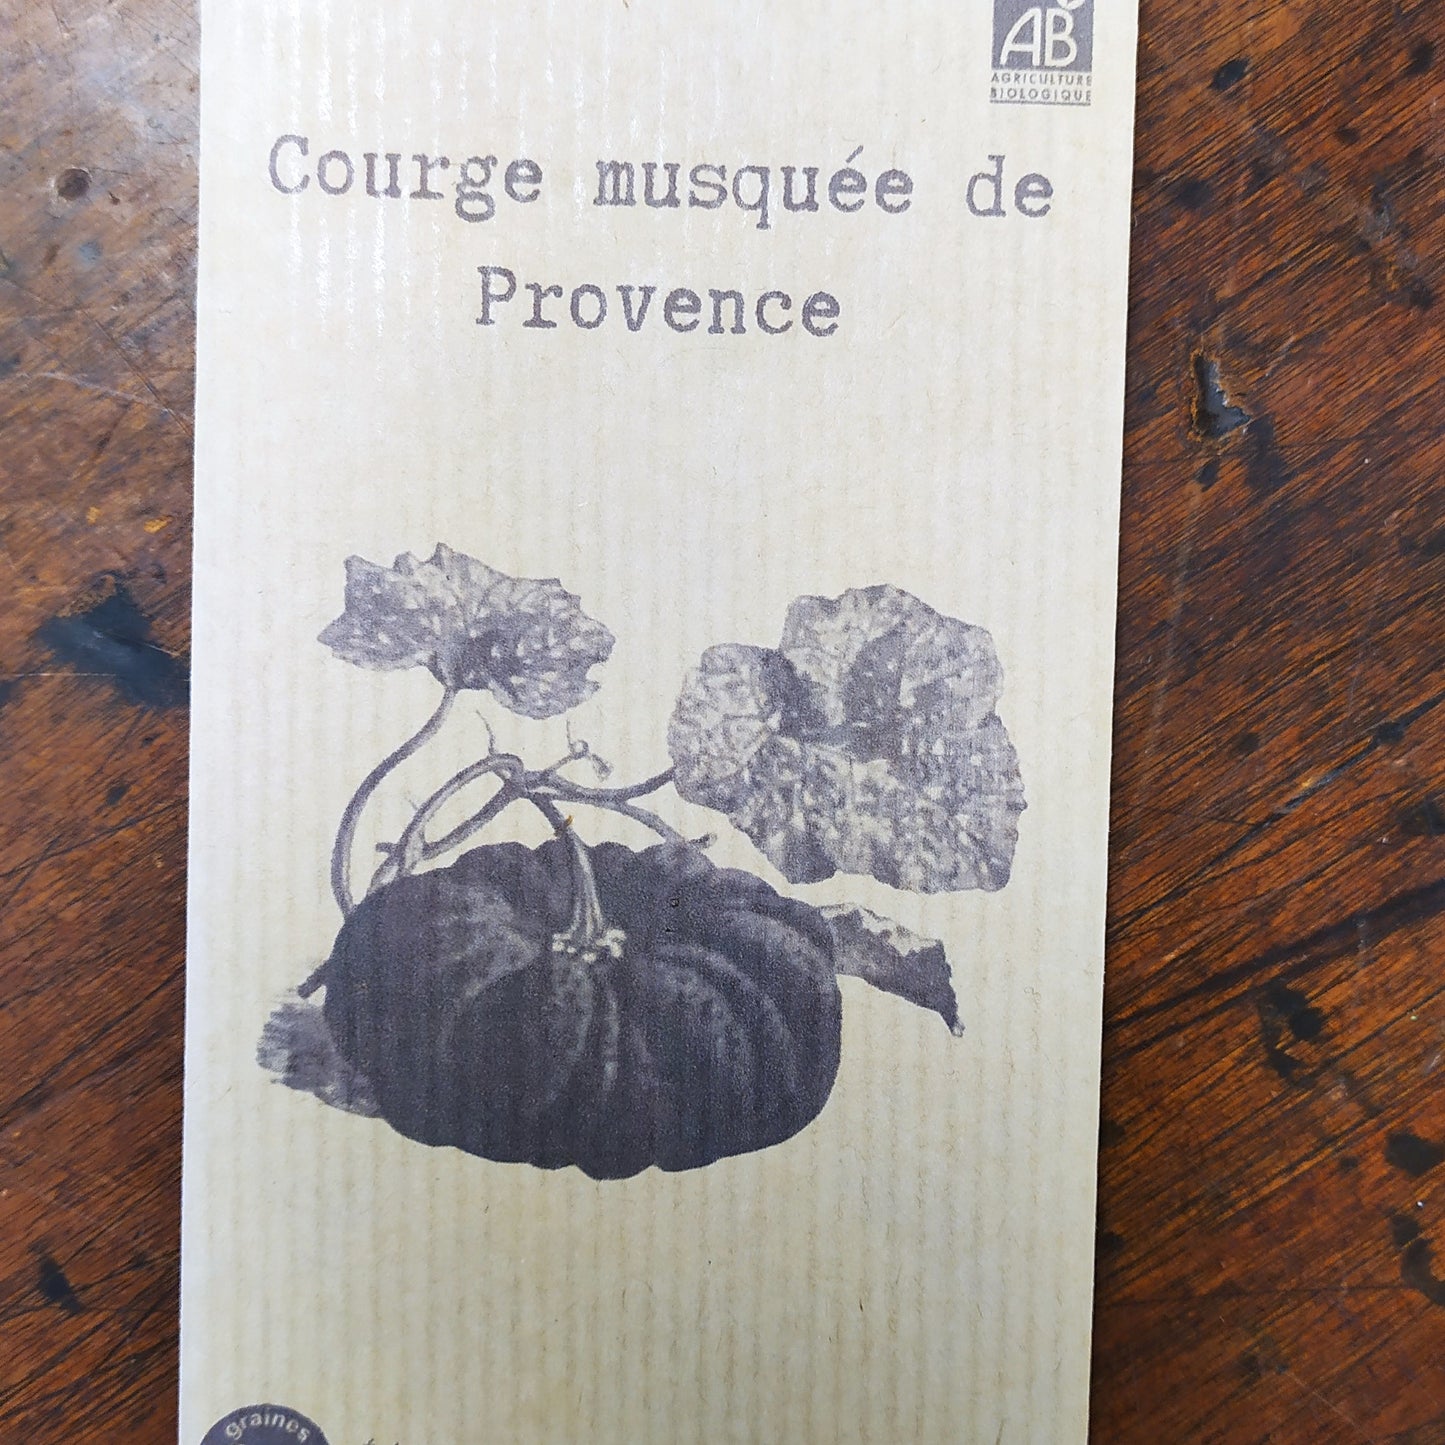 AB
AGRICULTURE
BIOLOGIQUE
Courge musquée de
Provence
graines